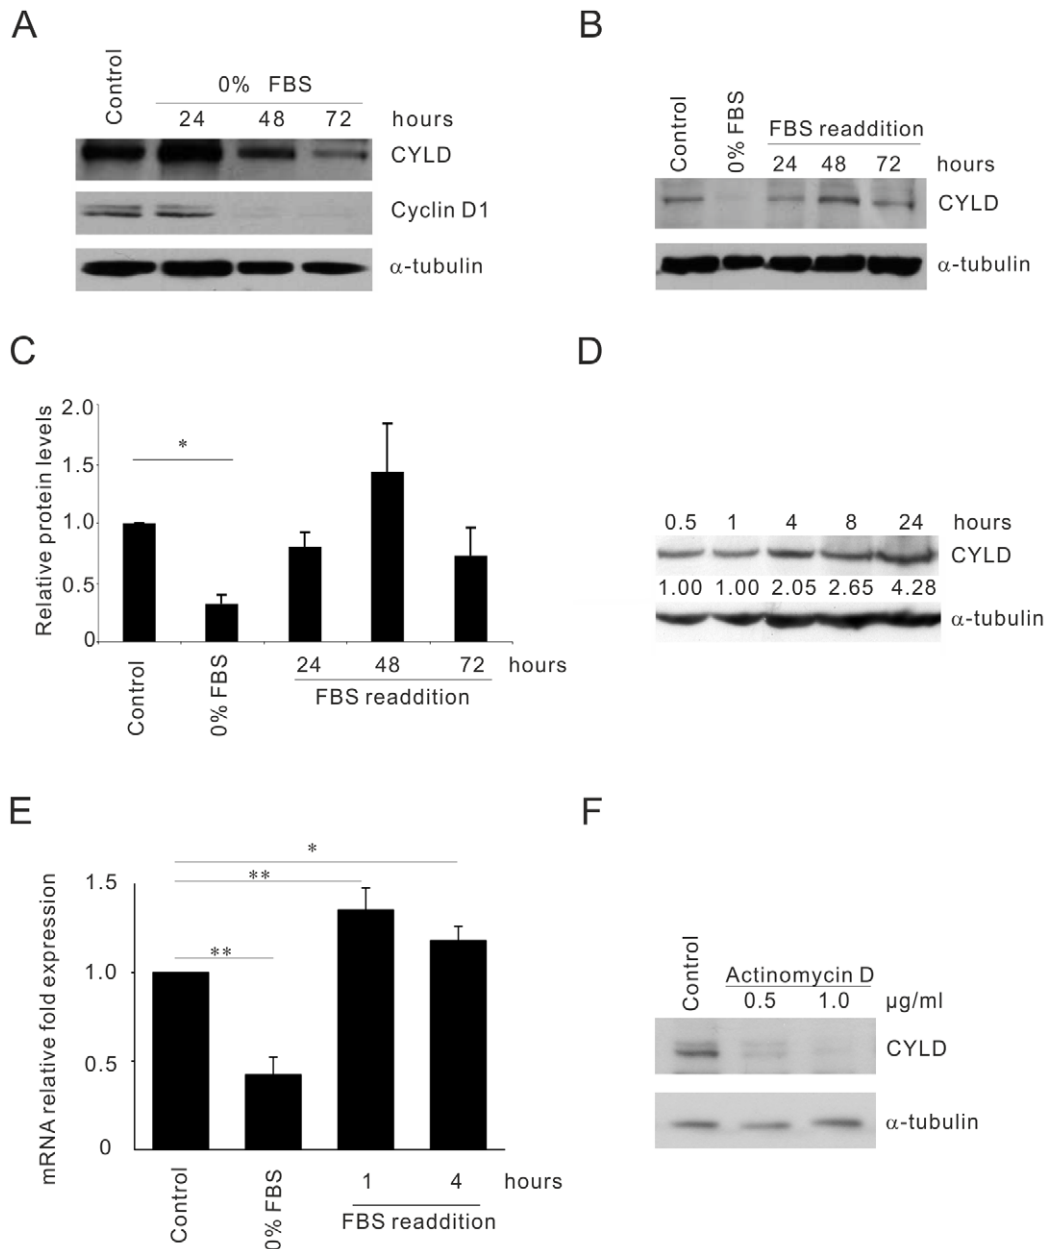 A
Control
0% FBS
24 48 72 hours
CYLD
Cyclin D1
α-tubulin
B
Control
0% FBS
FBS readdition
24 48 72 hours
CYLD
α-tubulin
C
Relative protein levels
2.0
1.5
1.0
0.5
0
*
Control
0% FBS
24 48 72 hours
FBS readdition
D
0.5 1 4 8 24 hours
CYLD
1.00 1.00 2.05 2.65 4.28
α-tubulin
E
mRNA relative fold expression
1.5
1.0
0.5
0
*
**
**
Control
0% FBS
1 4 hours
FBS readdition
F
Control
Actinomycin D
0.5 1.0 µg/ml
CYLD
α-tubulin